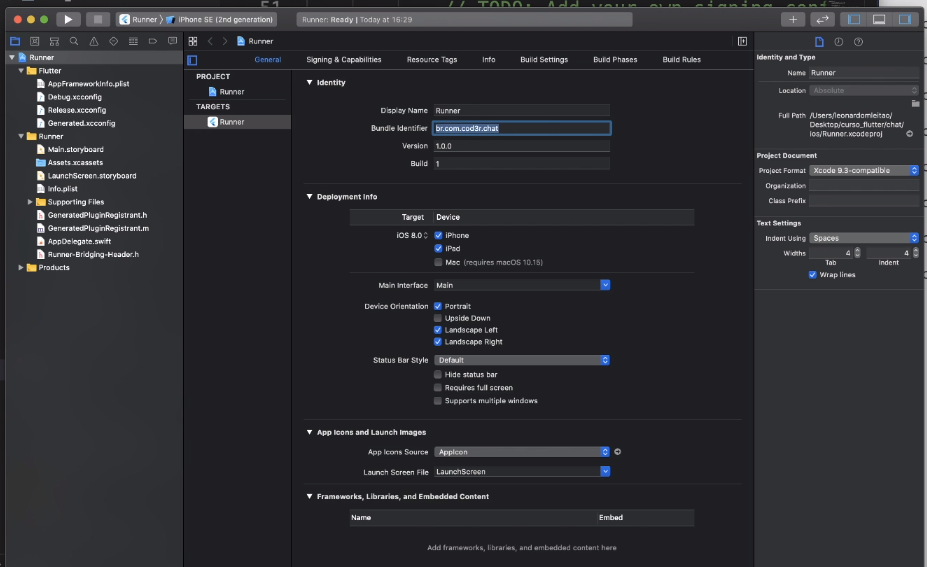 51 // TODO: Add your own signing confi
Runner iPhone SE (2nd generation)
Runner: Ready | Today at 16:29
Runner
Runner
General Signing & Capabilities Resource Tags Info Build Settings Build Phases Build Rules
Flutter
AppFrameworkInfo.plist
Debug.xcconfig
Release.xcconfig
Generated.xcconfig
Runner
Main.storyboard
Assets.xcassets
LaunchScreen.storyboard
Info.plist
Supporting Files
GeneratedPluginRegistrant.h
GeneratedPluginRegistrant.m
AppDelegate.swift
Runner-Bridging-Header.h
Products
PROJECT
Runner
TARGETS
Runner
Identity
Display Name Runner
Bundle Identifier br.com.cod3r.chat
Version 1.0.0
Build 1
Deployment Info
Target Device
iOS 8.0 iPhone
iPad
Mac (requires macOS 10.15)
Main Interface Main
Device Orientation Portrait
Upside Down
Landscape Left
Landscape Right
Status Bar Style Default
Hide status bar
Requires full screen
Supports multiple windows
App Icons and Launch Images
App Icons Source AppIcon
Launch Screen File LaunchScreen
Frameworks, Libraries, and Embedded Content
Name Embed
Add frameworks, libraries, and embedded content here
Identity and Type
Name Runner
Location Absolute
Full Path /Users/leonardomleitao/
Desktop/curso_flutter/chat/
ios/Runner.xcodeproj
Project Document
Project Format Xcode 9.3-compatible
Organization
Class Prefix
Text Settings
Indent Using Spaces
Widths 4 4
Tab Indent
Wrap lines